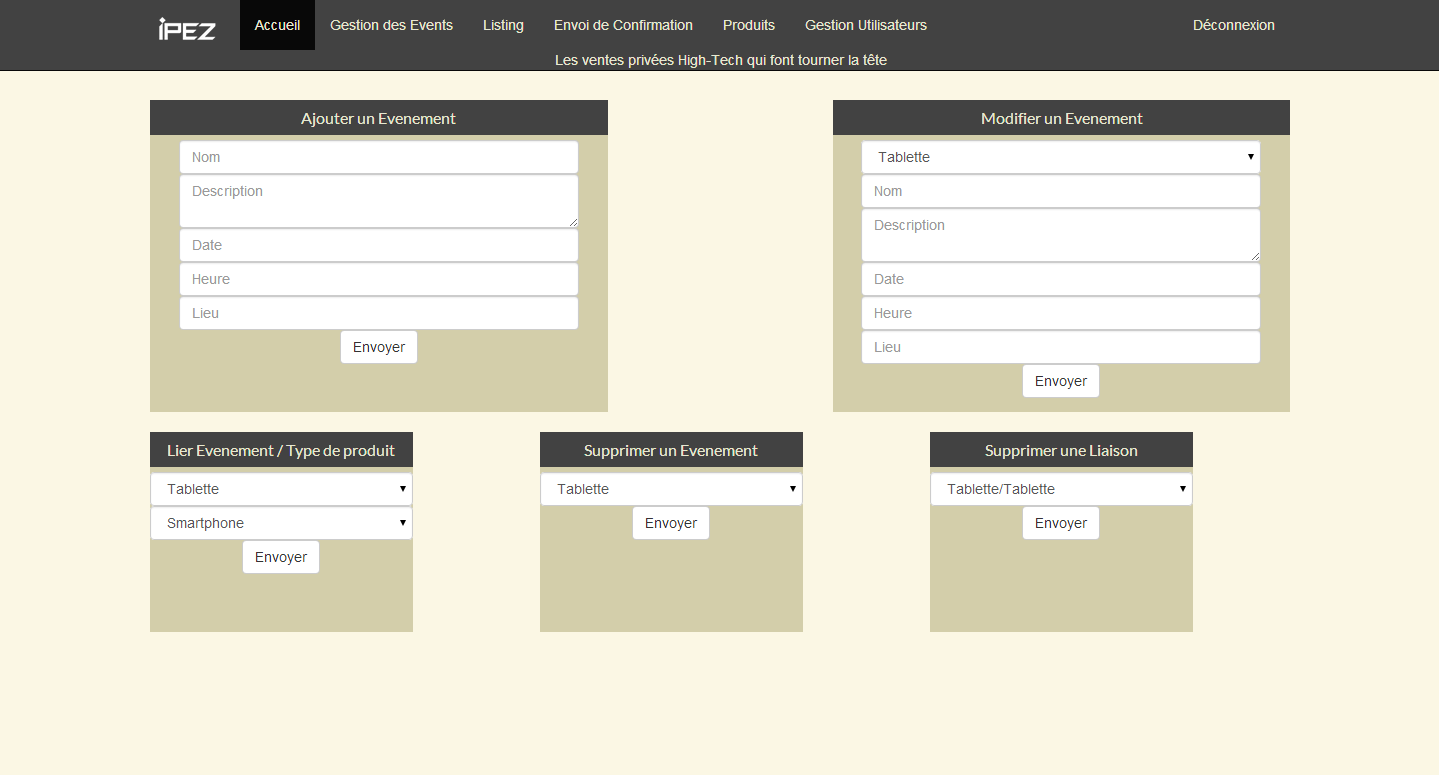 iPEZ Accueil Gestion des Events Listing Envoi de Confirmation Produits Gestion Utilisateurs Déconnexion
Les ventes privées High-Tech qui font tourner la tête
Ajouter un Evenement
Nom
Description
Date
Heure
Lieu
Envoyer
Modifier un Evenement
Tablette
Nom
Description
Date
Heure
Lieu
Envoyer
Lier Evenement / Type de produit
Tablette
Smartphone
Envoyer
Supprimer un Evenement
Tablette
Envoyer
Supprimer une Liaison
Tablette/Tablette
Envoyer